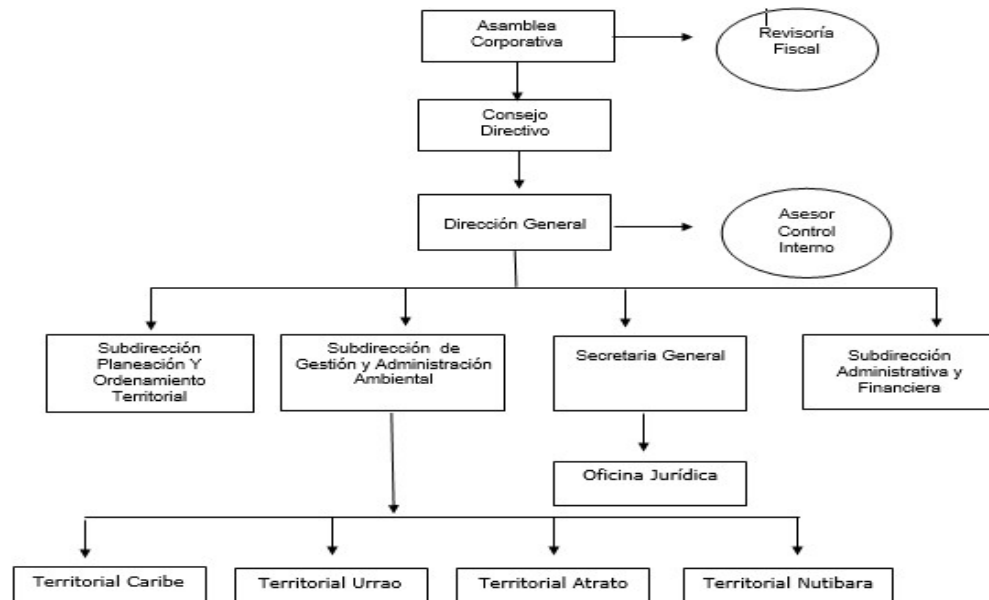 Asamblea
Corporativa
Revisoría
Fiscal
Consejo
Directivo
Dirección General
Asesor
Control
Interno
Subdirección
Planeación Y
Ordenamiento
Territorial
Subdirección de
Gestión y Administración
Ambiental
Secretaria General
Subdirección
Administrativa y
Financiera
Oficina Jurídica
Territorial Caribe
Territorial Urrao
Territorial Atrato
Territorial Nutibara